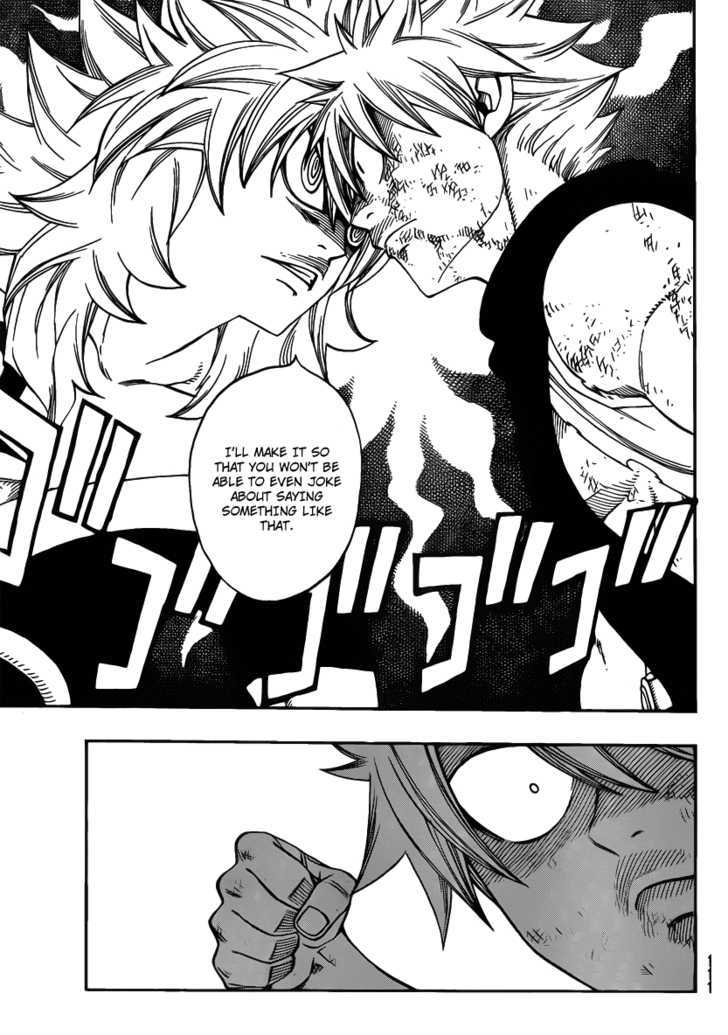 I'LL MAKE IT SO
THAT YOU WON'T BE
ABLE TO EVEN JOKE
ABOUT SAYING
SOMETHING LIKE
THAT.
ゴゴゴゴゴゴ